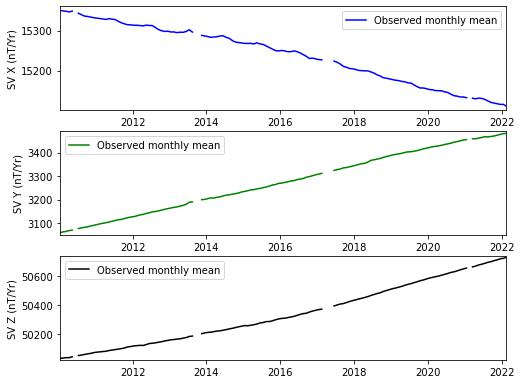 Observed monthly mean
SV X (nT/Yr)
15300
15200
2012 2014 2016 2018 2020 2022
Observed monthly mean
SV Y (nT/Yr)
3400
3300
3200
3100
2012 2014 2016 2018 2020 2022
Observed monthly mean
SV Z (nT/Yr)
50600
50400
50200
2012 2014 2016 2018 2020 2022